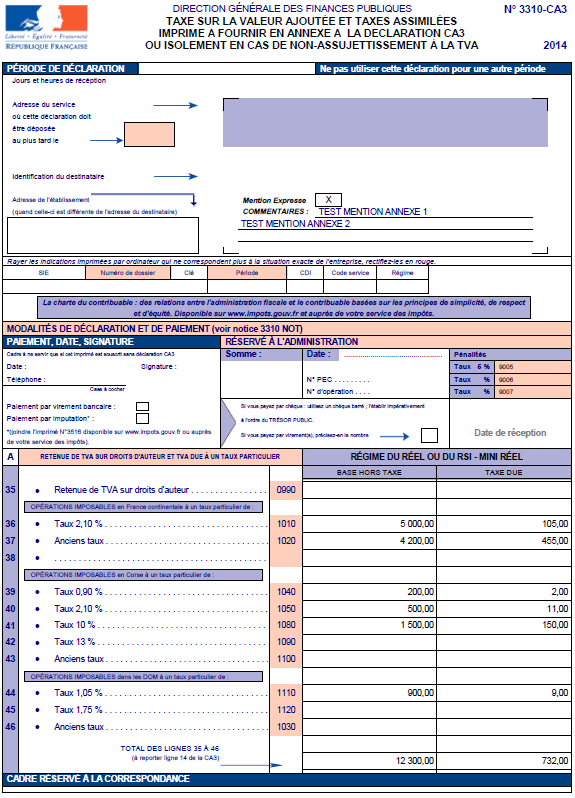 Liberté • Égalité • Fraternité
RÉPUBLIQUE FRANÇAISE
DIRECTION GÉNÉRALE DES FINANCES PUBLIQUES
N° 3310-CA3
TAXE SUR LA VALEUR AJOUTÉE ET TAXES ASSIMILÉES
IMPRIME A FOURNIR EN ANNEXE A LA DECLARATION CA3
OU ISOLEMENT EN CAS DE NON-ASSUJETTISSEMENT À LA TVA
2014
PÉRIODE DE DÉCLARATION
Ne pas utiliser cette déclaration pour une autre période
Jours et heures de réception
Adresse du service
où cette déclaration doit
être déposée
au plus tard le
Identification du destinataire
Adresse de l'établissement
(quand celle-ci est différente de l'adresse du destinataire)
Mention Expresse X
COMMENTAIRES : TEST MENTION ANNEXE 1
TEST MENTION ANNEXE 2
Rayer les indications imprimées par ordinateur qui ne correspondent plus à la situation exacte de l'entreprise, rectifiez-les en rouge.
SIE Numéro de dossier Clé Période CDI Code service Régime
La charte du contribuable : des relations entre l'administration fiscale et le contribuable basées sur les principes de simplicité, de respect
et d'équité. Disponible sur www.impots.gouv.fr et auprès de votre service des impôts.
MODALITÉS DE DÉCLARATION ET DE PAIEMENT (voir notice 3310 NOT)
PAIEMENT, DATE, SIGNATURE
RÉSERVÉ À L'ADMINISTRATION
Cadre à ne servir que si cet imprimé est souscrit sans déclaration CA3
Date : Signature :
Téléphone :
Case à cocher
Paiement par virement bancaire :
Paiement par imputation* :
*(joindre l'imprimé N°3516 disponible sur www.impots.gouv.fr ou auprès
de votre service des impôts).
Somme : Date :
N° PEC . . . . . . . . .
N° d'opération . . . .
Pénalités
Taux 5 % 9005
Taux % 9006
Taux % 9007
Si vous payez par chèque : utilisez un chèque barré ; l'établir impérativement
à l'ordre du TRÉSOR PUBLIC.
Si vous payez par virement(s), précisez-en le nombre
Date de réception
A RETENUE DE TVA SUR DROITS D'AUTEUR ET TVA DUE À UN TAUX PARTICULIER
RÉGIME DU RÉEL OU DU RSI - MINI RÉEL
BASE HORS TAXE TAXE DUE
35 • Retenue de TVA sur droits d'auteur . . . . . . . . . . . . . . . . 0990
OPÉRATIONS IMPOSABLES en France continentale à un taux particulier de :
36 • Taux 2,10 % . . . . . . . . . . . . . . . . 1010 5 000,00 105,00
37 • Anciens taux . . . . . . . . . . . . . . . . 1020 4 200,00 455,00
38 • . . . . . . . . . . . . . . . .
OPÉRATIONS IMPOSABLES en Corse à un taux particulier de :
39 • Taux 0,90 % . . . . . . . . . . . . . . . . 1040 200,00 2,00
40 • Taux 2,10 % . . . . . . . . . . . . . . . . 1050 500,00 11,00
41 • Taux 10 % . . . . . . . . . . . . . . . . 1080 1 500,00 150,00
42 • Taux 13 % . . . . . . . . . . . . . . . . 1090
43 • Anciens taux . . . . . . . . . . . . . . . . 1100
OPÉRATIONS IMPOSABLES dans les DOM à un taux particulier de :
44 • Taux 1,05 % . . . . . . . . . . . . . . . . 1110 900,00 9,00
45 • Taux 1,75 % . . . . . . . . . . . . . . . . 1120
46 • Anciens taux . . . . . . . . . . . . . . . . 1030
TOTAL DES LIGNES 35 À 46
(à reporter ligne 14 de la CA3) 12 300,00 732,00
CADRE RÉSERVÉ À LA CORRESPONDANCE